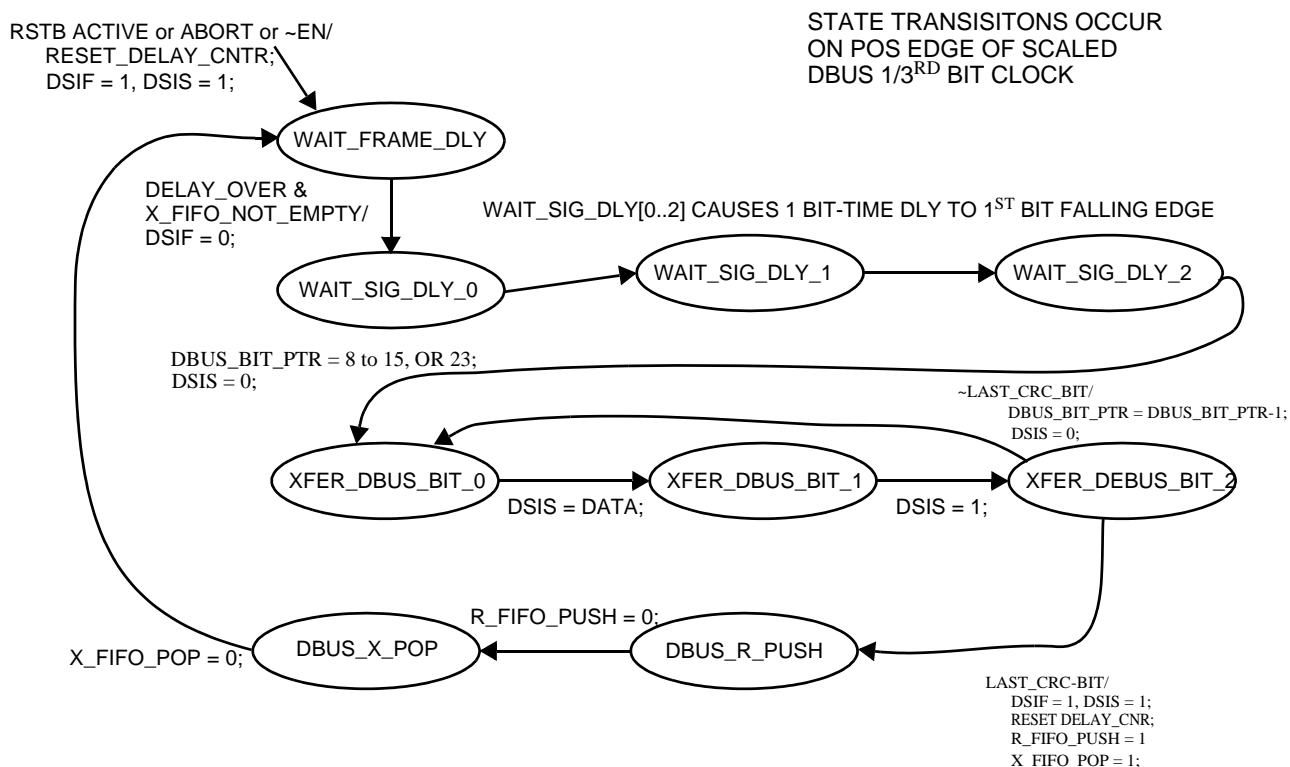 RSTB ACTIVE or ABORT or ~EN/
RESET_DELAY_CNTR;
DSIF = 1, DSIS = 1;
STATE TRANSISITONS OCCUR
ON POS EDGE OF SCALED
DBUS 1/3RD BIT CLOCK
WAIT_FRAME_DLY
DELAY_OVER &
X_FIFO_NOT_EMPTY/
DSIF = 0;
WAIT_SIG_DLY[0..2] CAUSES 1 BIT-TIME DLY TO 1ST BIT FALLING EDGE
WAIT_SIG_DLY_0
WAIT_SIG_DLY_1
WAIT_SIG_DLY_2
DBUS_BIT_PTR = 8 to 15, OR 23;
DSIS = 0;
~LAST_CRC_BIT/
DBUS_BIT_PTR = DBUS_BIT_PTR-1;
DSIS = 0;
XFER_DBUS_BIT_0
DSIS = DATA;
XFER_DBUS_BIT_1
DSIS = 1;
XFER_DEBUS_BIT_2
X_FIFO_POP = 0;
DBUS_X_POP
R_FIFO_PUSH = 0;
DBUS_R_PUSH
LAST_CRC-BIT/
DSIF = 1, DSIS = 1;
RESET DELAY_CNR;
R_FIFO_PUSH = 1
X_FIFO_POP = 1;